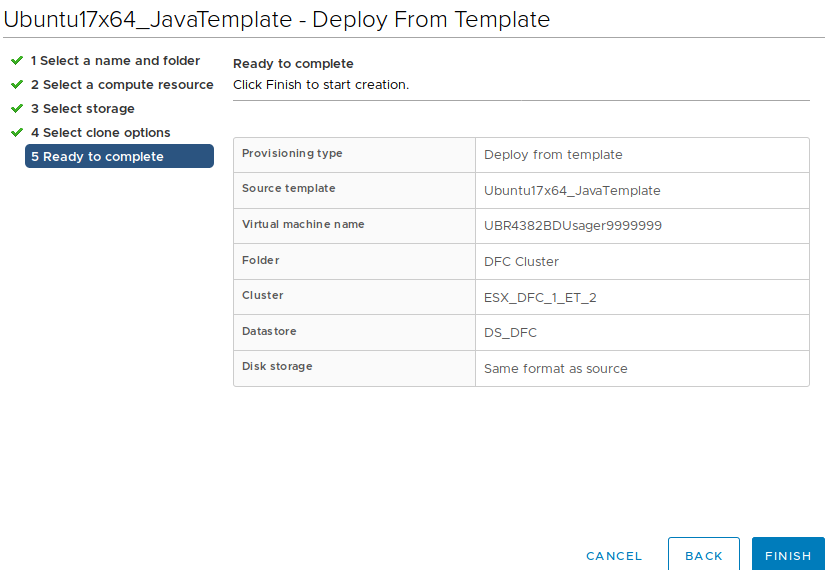 Ubuntu17x64_JavaTemplate - Deploy From Template
1 Select a name and folder
2 Select a compute resource
3 Select storage
4 Select clone options
5 Ready to complete
Ready to complete
Click Finish to start creation.
Provisioning type Deploy from template
Source template Ubuntu17x64_JavaTemplate
Virtual machine name UBR4382BDUsager9999999
Folder DFC Cluster
Cluster ESX_DFC_1_ET_2
Datastore DS_DFC
Disk storage Same format as source
CANCEL BACK FINISH